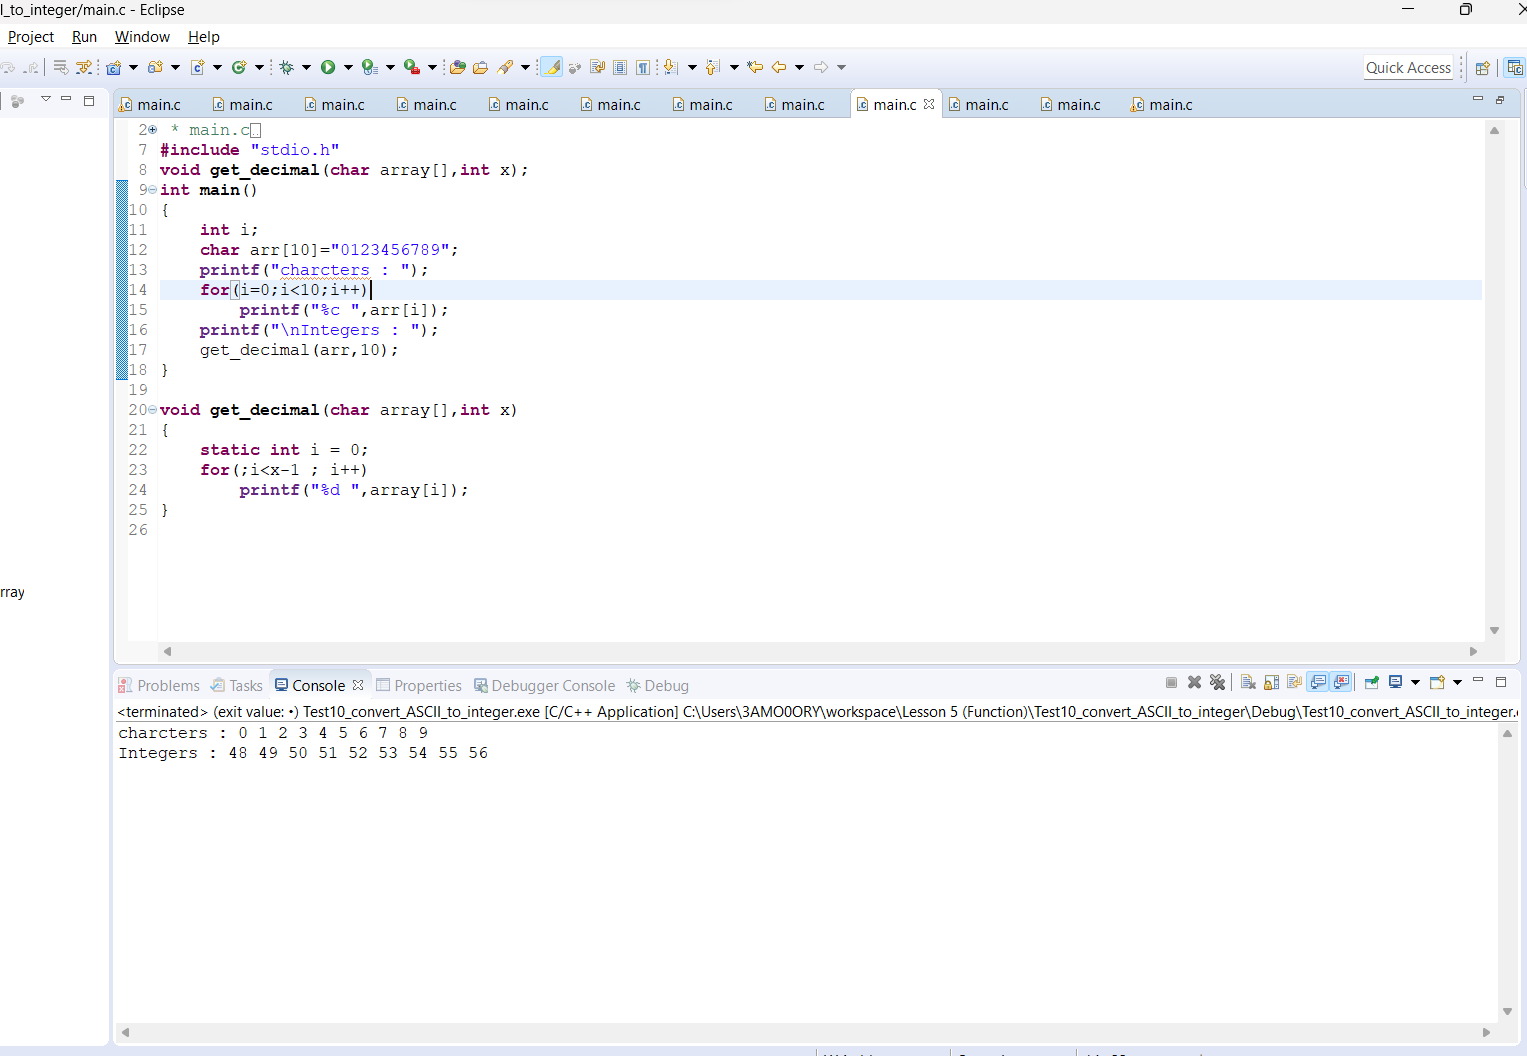 l_to_integer/main.c - Eclipse
Project Run Window Help
Quick Access
main.c main.c main.c main.c main.c main.c main.c main.c main.c main.c main.c main.c
2 * main.c
7 #include "stdio.h"
8 void get_decimal(char array[],int x);
9 int main()
10 {
11 int i;
12 char arr[10]="0123456789";
13 printf("charcters : ");
14 for(i=0;i<10;i++)
15 printf("%c ",arr[i]);
16 printf("\nIntegers : ");
17 get_decimal(arr,10);
18 }
19
20 void get_decimal(char array[],int x)
21 {
22 static int i = 0;
23 for(;i<x-1 ; i++)
24 printf("%d ",array[i]);
25 }
26
rray
Problems Tasks Console Properties Debugger Console Debug
<terminated> (exit value: •) Test10_convert_ASCII_to_integer.exe [C/C++ Application] C:\Users\3AMO0ORY\workspace\Lesson 5 (Function)\Test10_convert_ASCII_to_integer\Debug\Test10_convert_ASCII_to_integer.
charcters : 0 1 2 3 4 5 6 7 8 9
Integers : 48 49 50 51 52 53 54 55 56